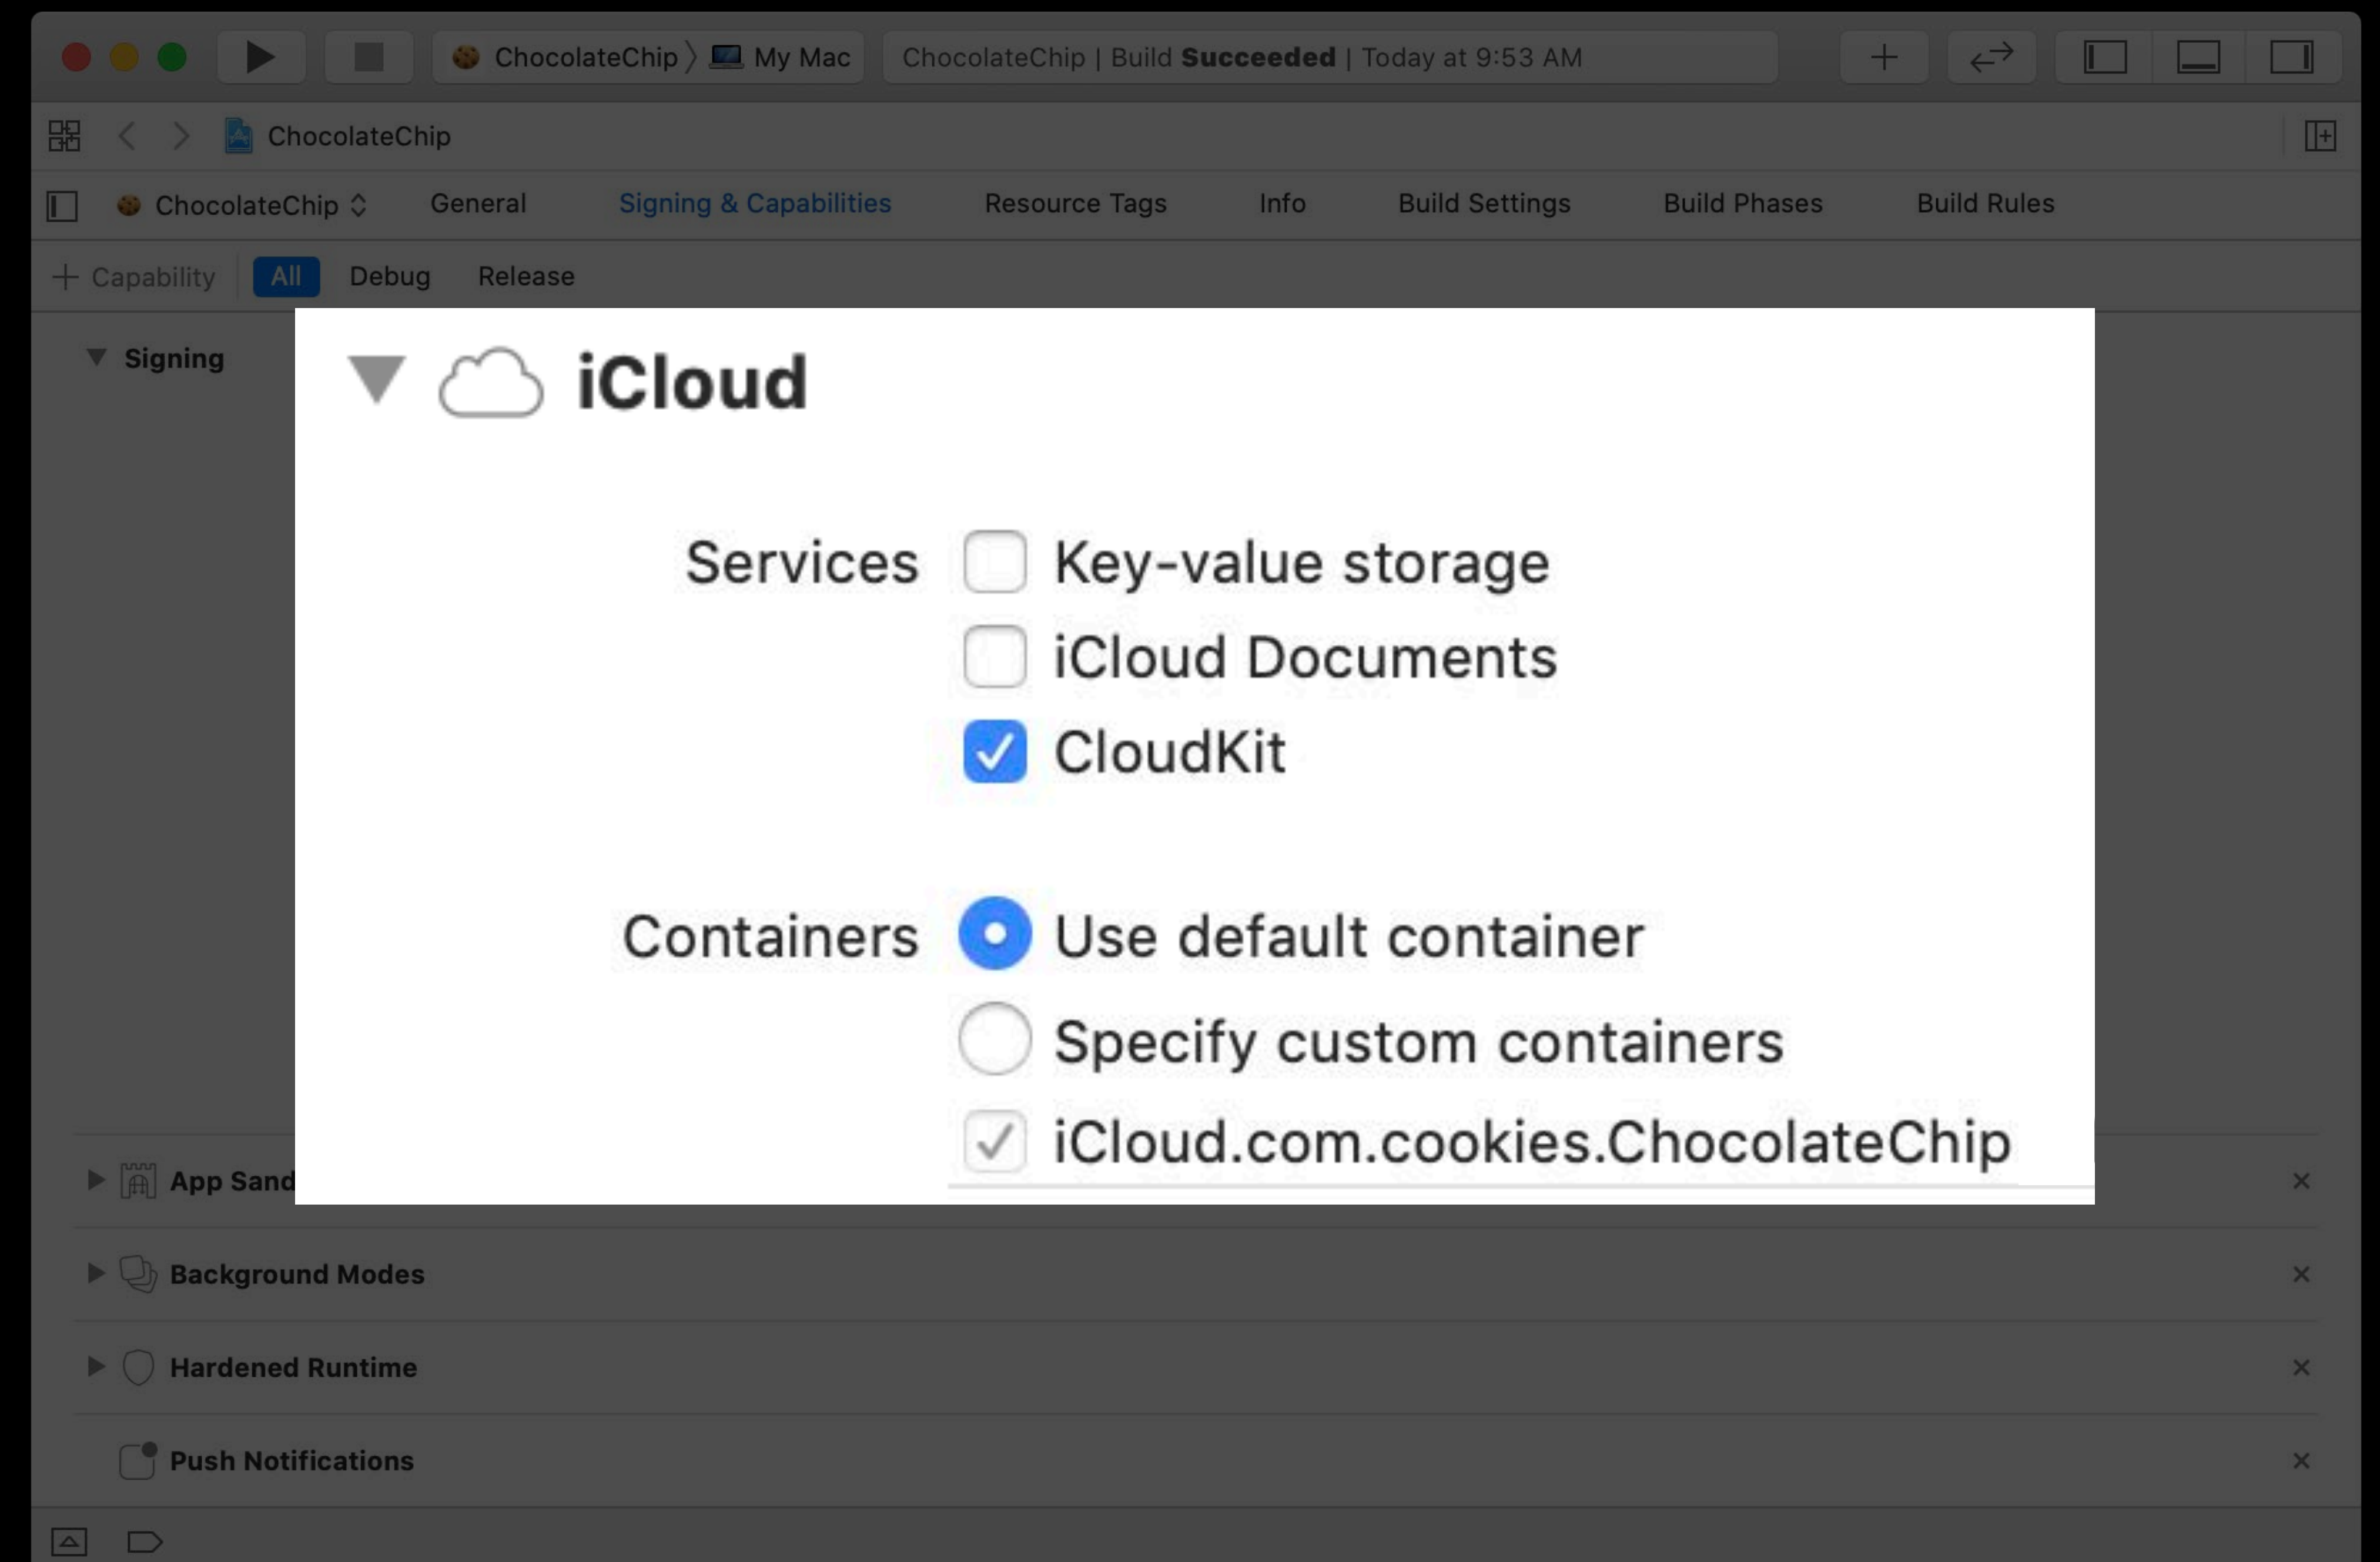 ChocolateChip My Mac ChocolateChip | Build Succeeded | Today at 9:53 AM
ChocolateChip
ChocolateChip General Signing & Capabilities Resource Tags Info Build Settings Build Phases Build Rules
+ Capability All Debug Release
Signing
iCloud
Services Key-value storage
iCloud Documents
CloudKit
Containers Use default container
Specify custom containers
iCloud.com.cookies.ChocolateChip
App Sand
Background Modes
Hardened Runtime
Push Notifications